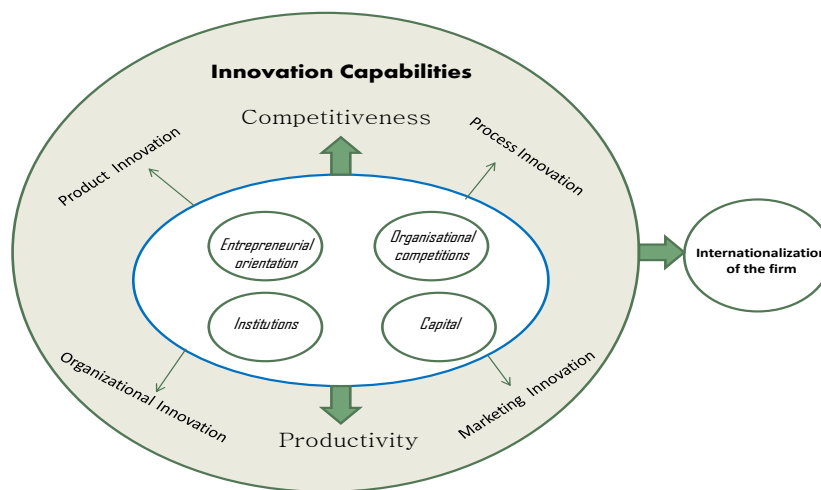 Innovation Capabilities
Competitiveness
Product Innovation
Process Innovation
Entrepreneurial
orientation
Organisational
competitions
Institutions
Capital
Internationalization
of the firm
Organizational Innovation
Marketing Innovation
Productivity